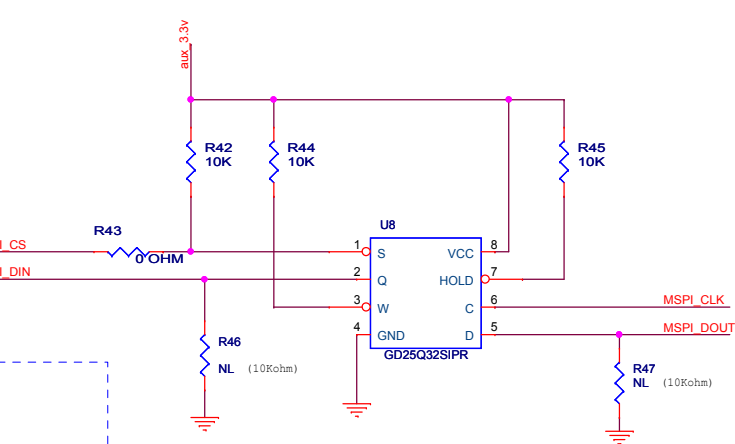 aux_3.3v
R42
10K
R44
10K
R45
10K
R43
0 OHM
I_CS
I_DIN
U8
1
S
VCC
8
2
Q
HOLD
7
3
W
C
6
4
GND
D
5
GD25Q32SIPR
MSPI_CLK
MSPI_DOUT
R46
NL (10Kohm)
R47
NL (10Kohm)